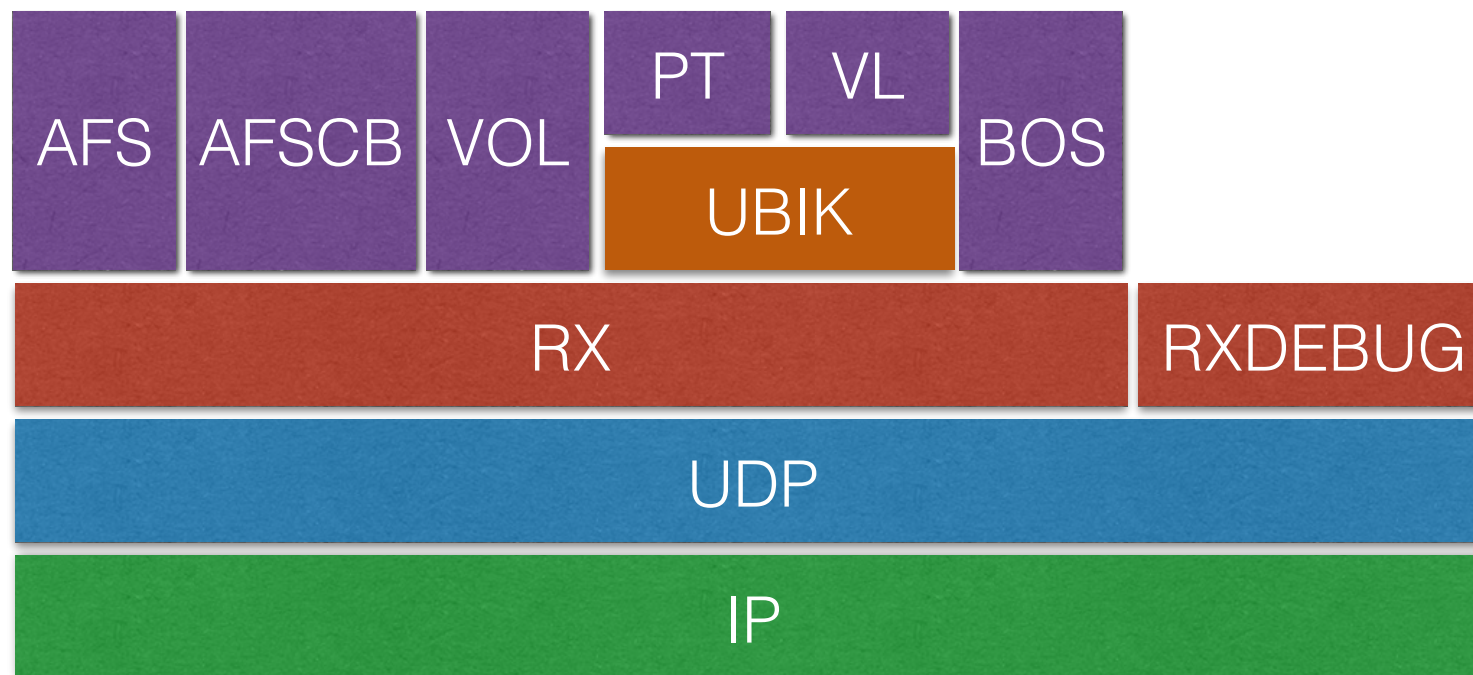 PT
VL
AFS
AFSCB
VOL
BOS
UBIK
RX
RXDEBUG
UDP
IP